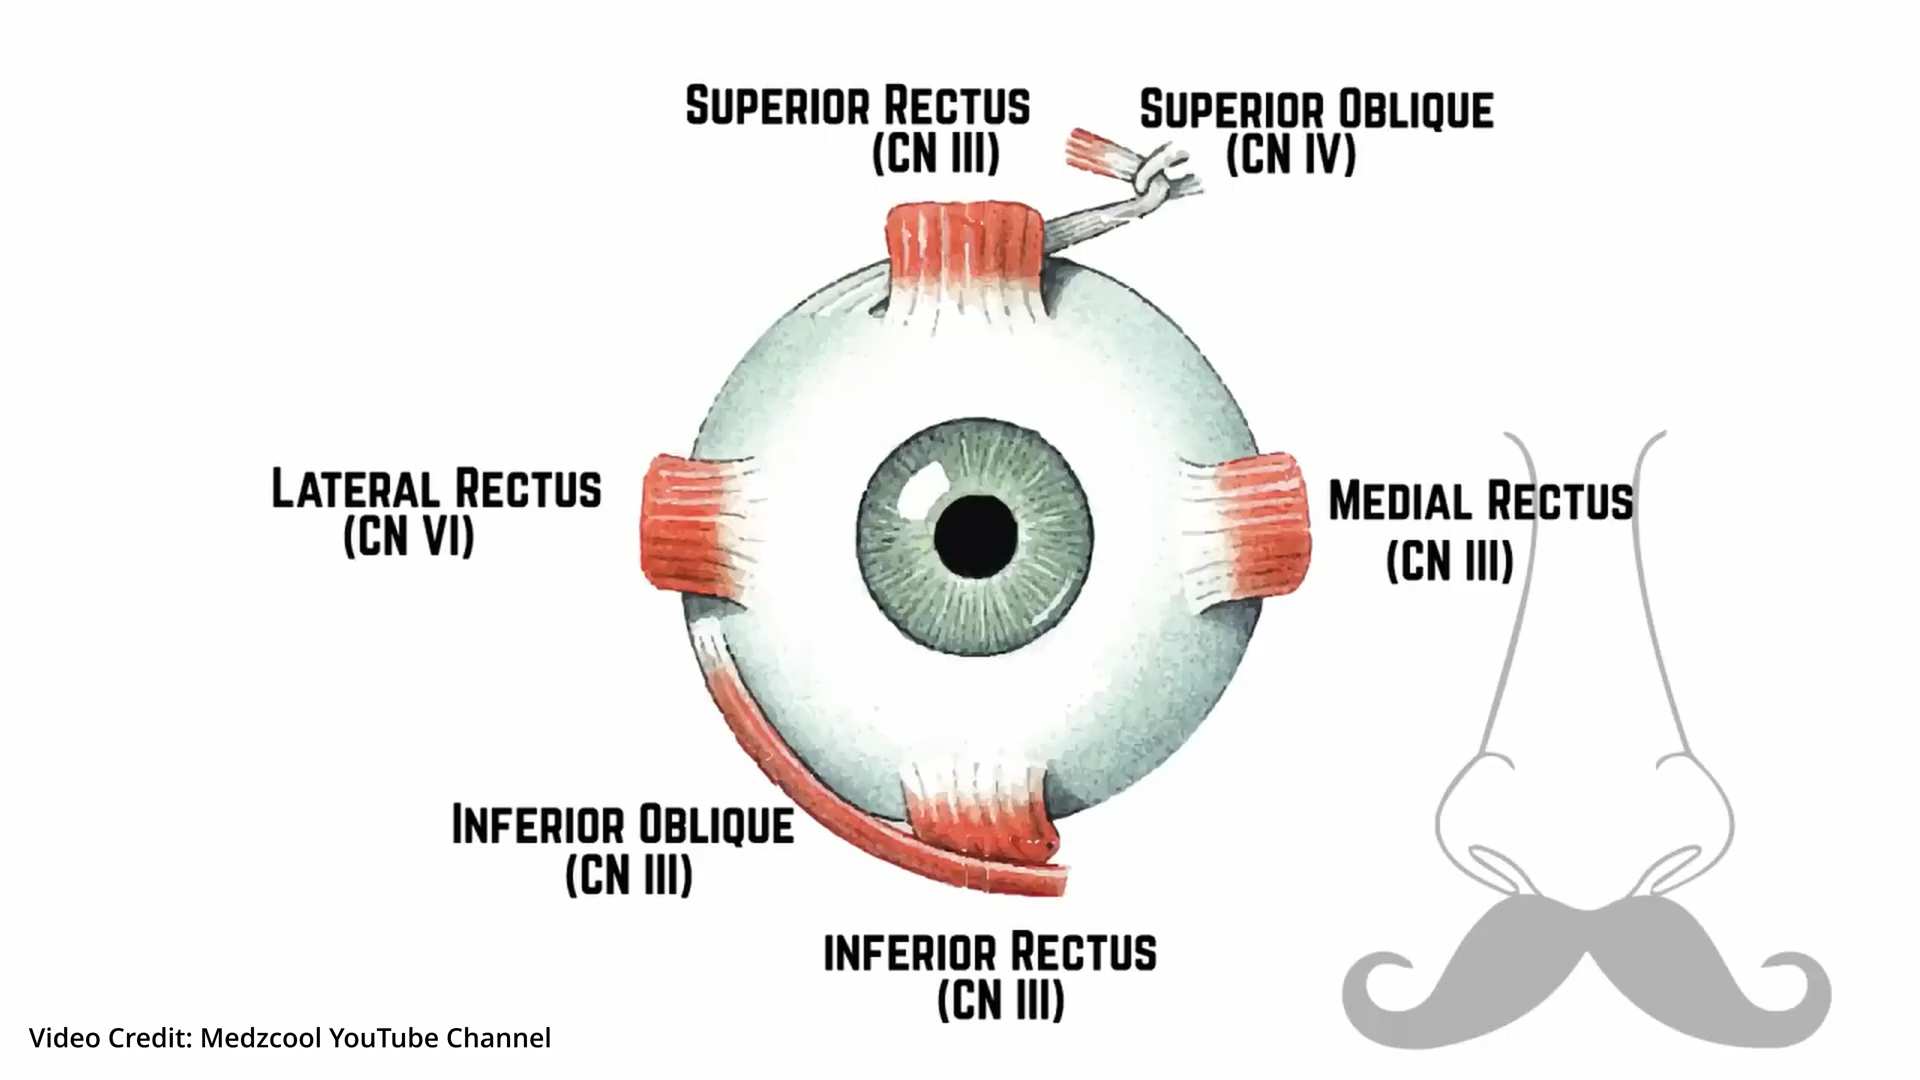 Superior Rectus
(CN III)
Superior Oblique
(CN IV)
Lateral Rectus
(CN VI)
Medial Rectus
(CN III)
Inferior Oblique
(CN III)
inferior Rectus
(CN III)
Video Credit: Medzcool YouTube Channel